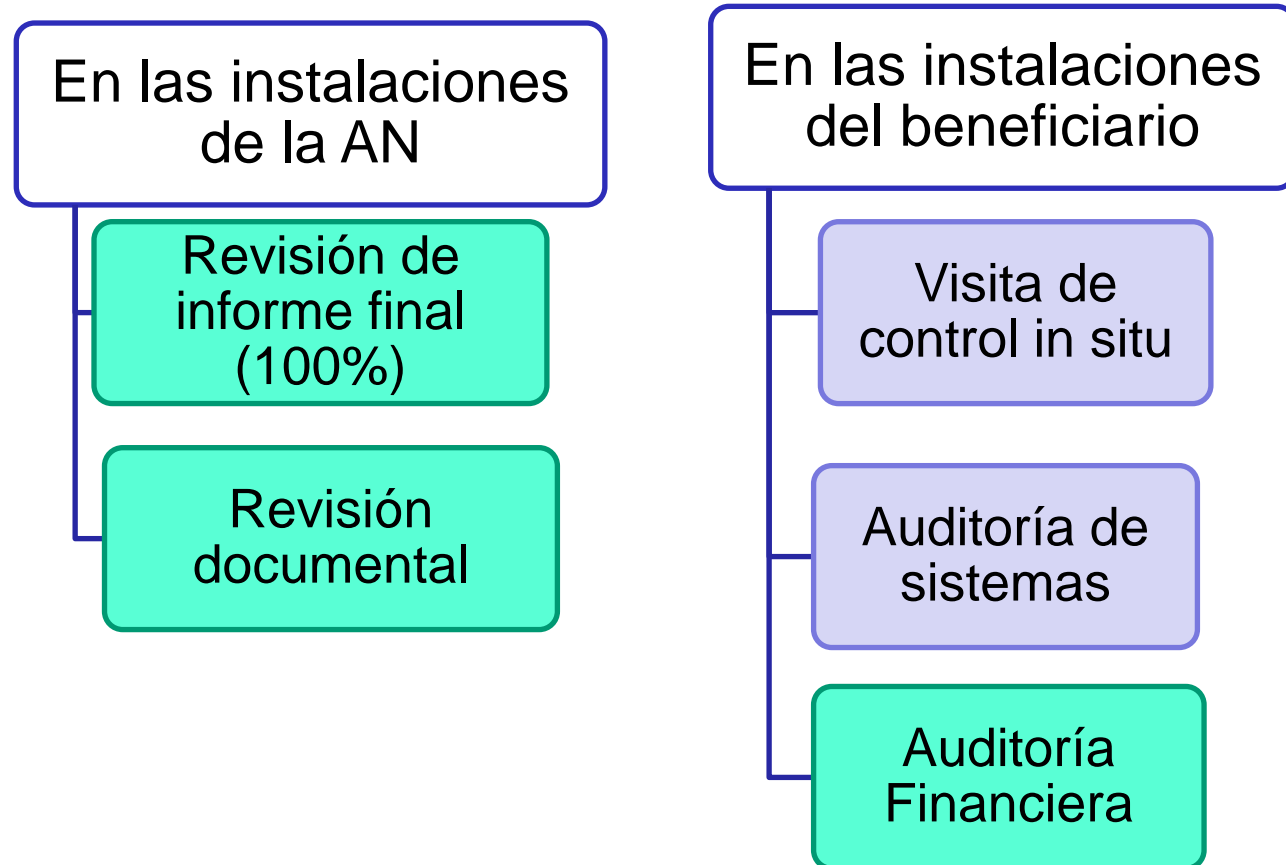 En las instalaciones
de la AN
Revisión de
informe final
(100%)
Revisión
documental
En las instalaciones
del beneficiario
Visita de
control in situ
Auditoría de
sistemas
Auditoría
Financiera